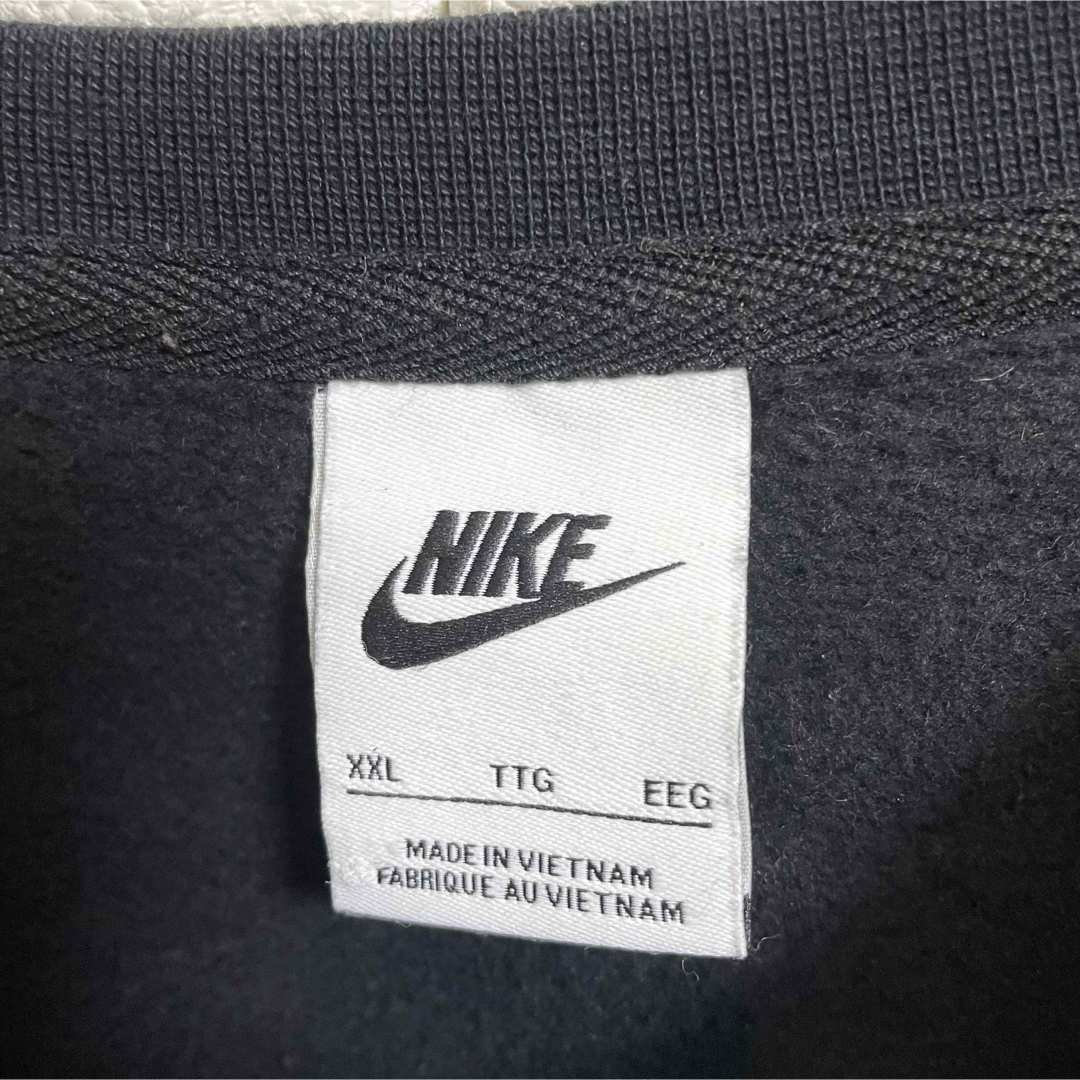 NIKE
XXL TTG EEG
MADE IN VIETNAM
FABRIQUE AU VIETNAM